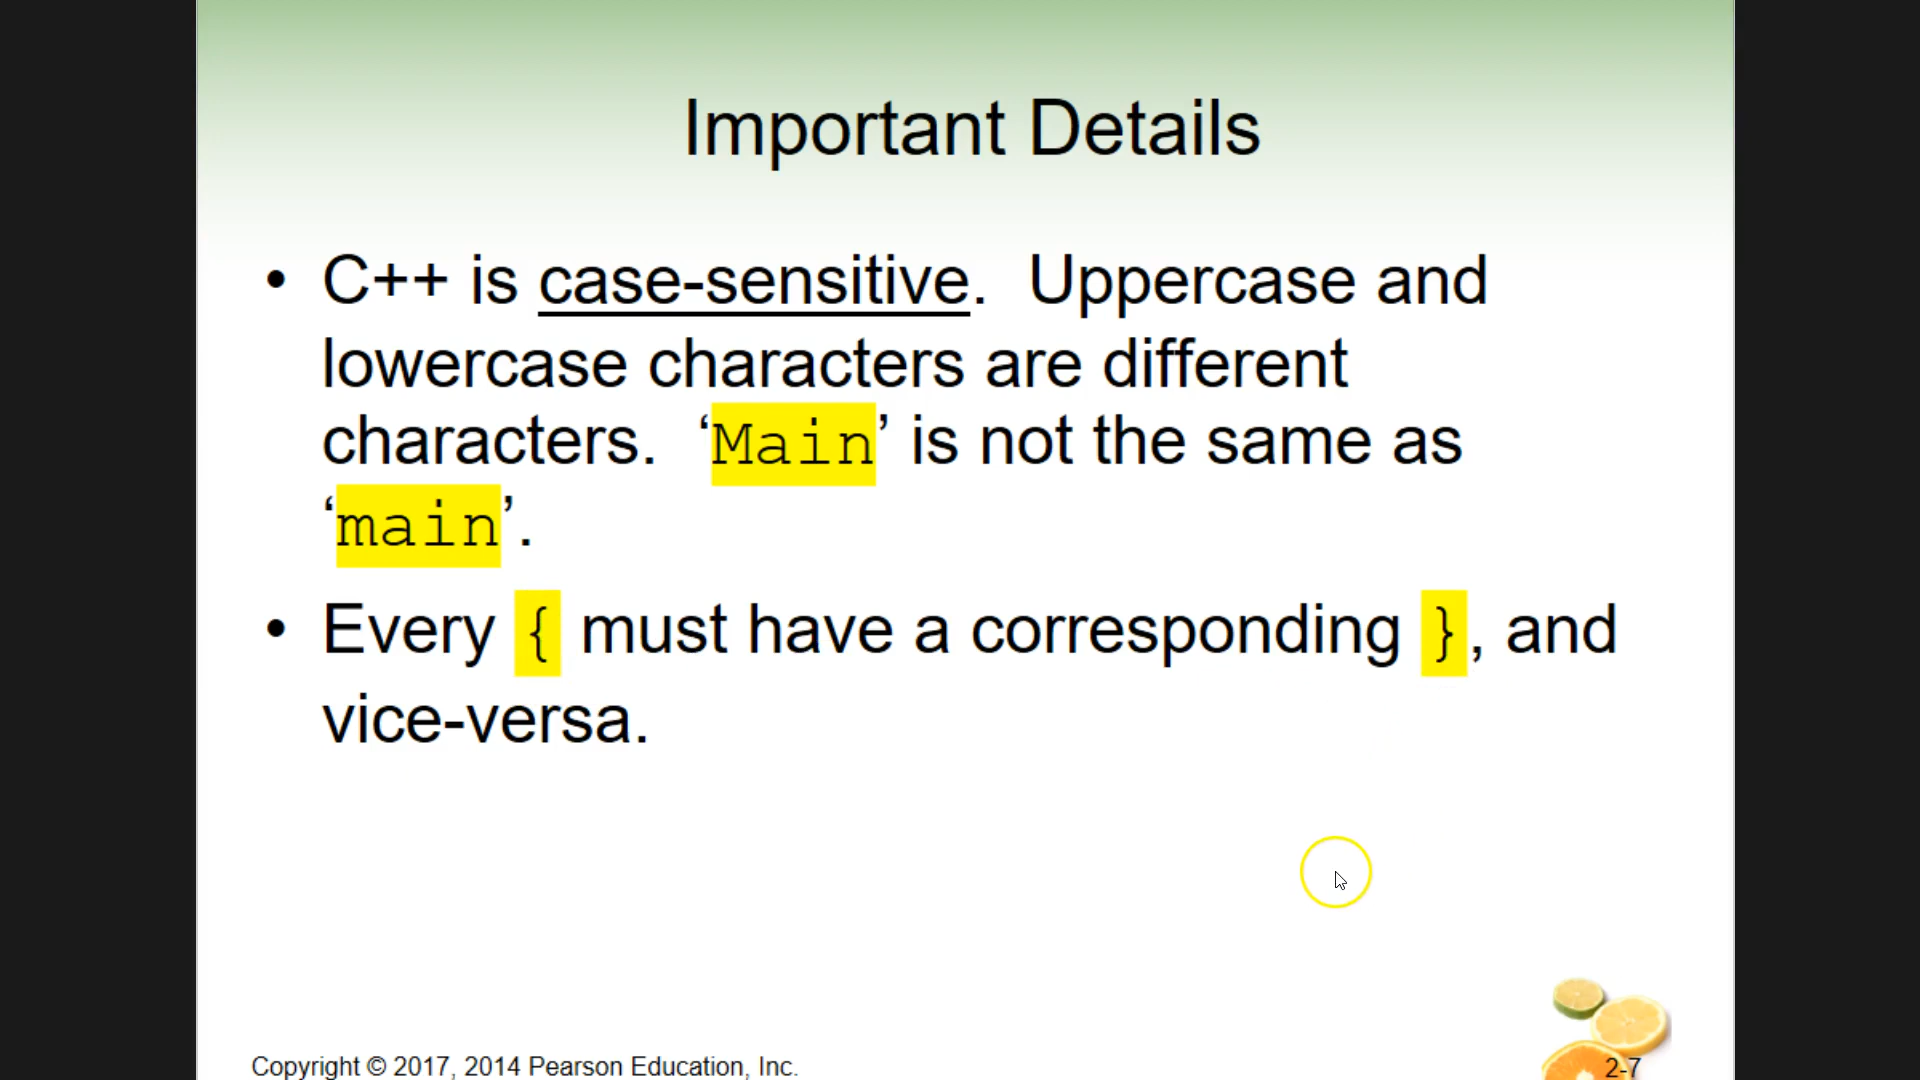 Important Details
• C++ is case-sensitive.  Uppercase and
lowercase characters are different
characters.  ‘Main’ is not the same as
‘main’.
• Every { must have a corresponding }, and
vice-versa.
Copyright © 2017, 2014 Pearson Education, Inc.
2-7